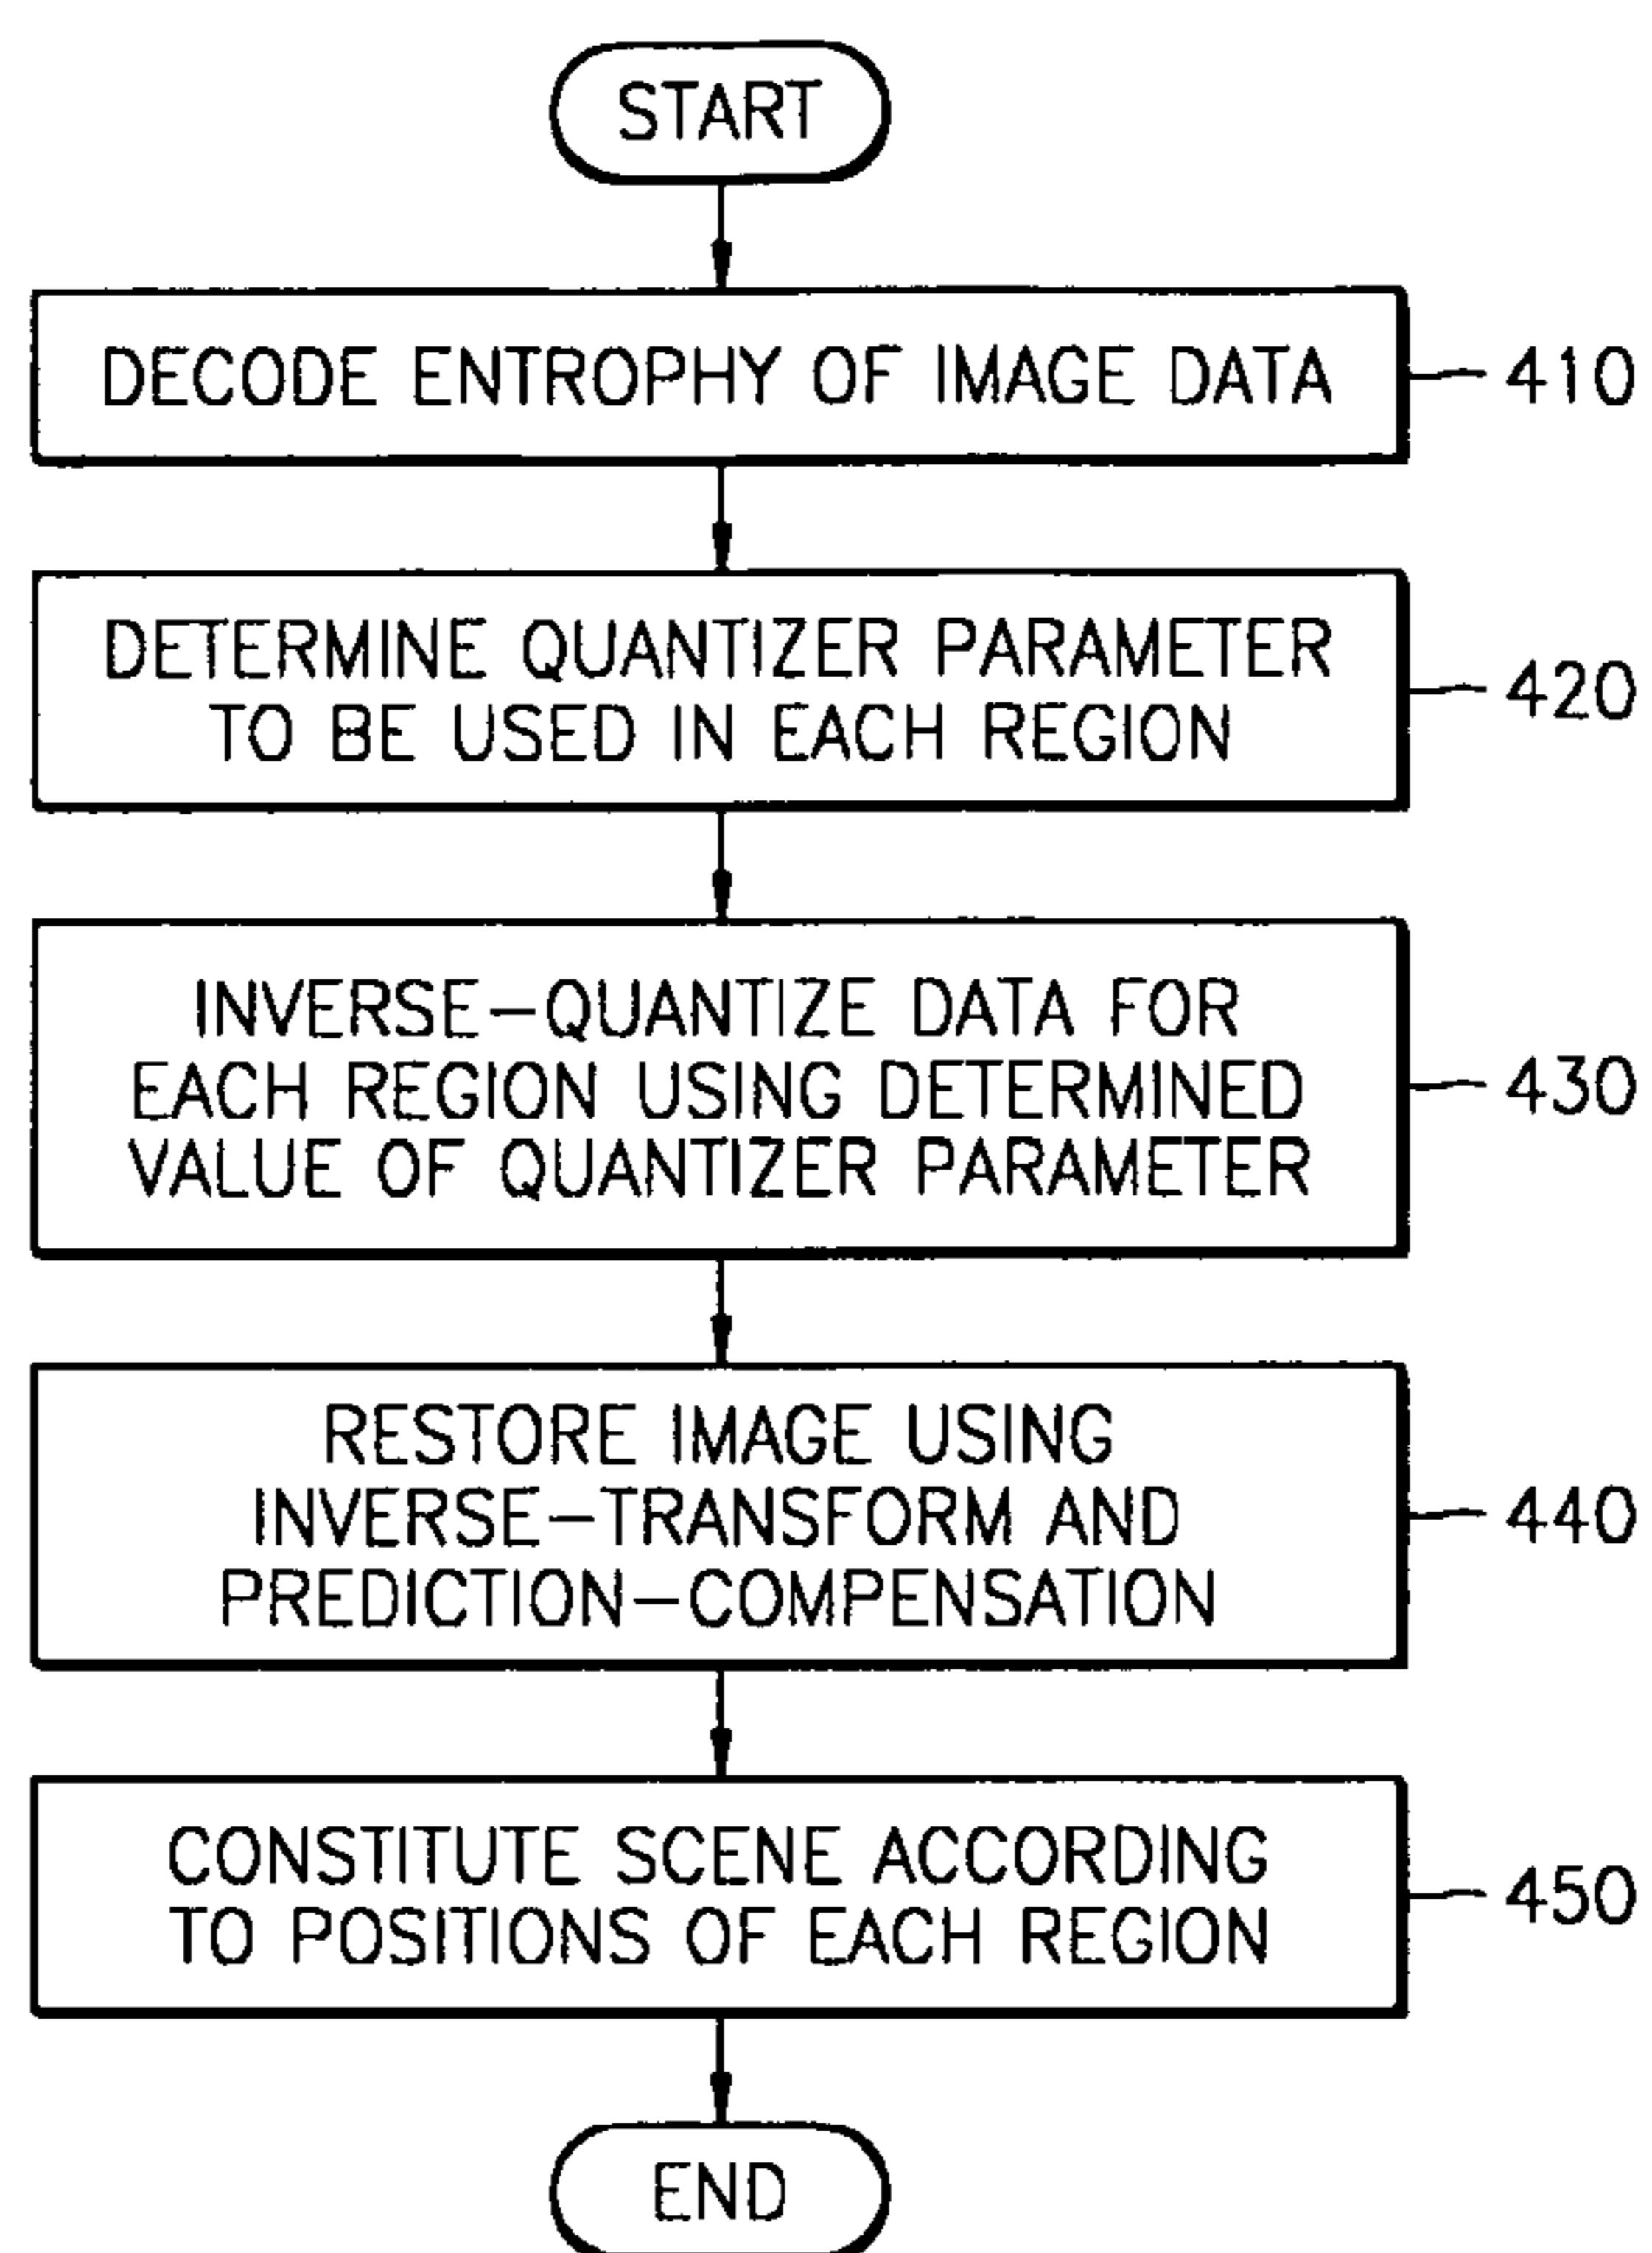 START
DECODE ENTROPHY OF IMAGE DATA
410
DETERMINE QUANTIZER PARAMETER
TO BE USED IN EACH REGION
420
INVERSE-QUANTIZE DATA FOR
EACH REGION USING DETERMINED
VALUE OF QUANTIZER PARAMETER
430
RESTORE IMAGE USING
INVERSE-TRANSFORM AND
PREDICTION-COMPENSATION
440
CONSTITUTE SCENE ACCORDING
TO POSITIONS OF EACH REGION
450
END